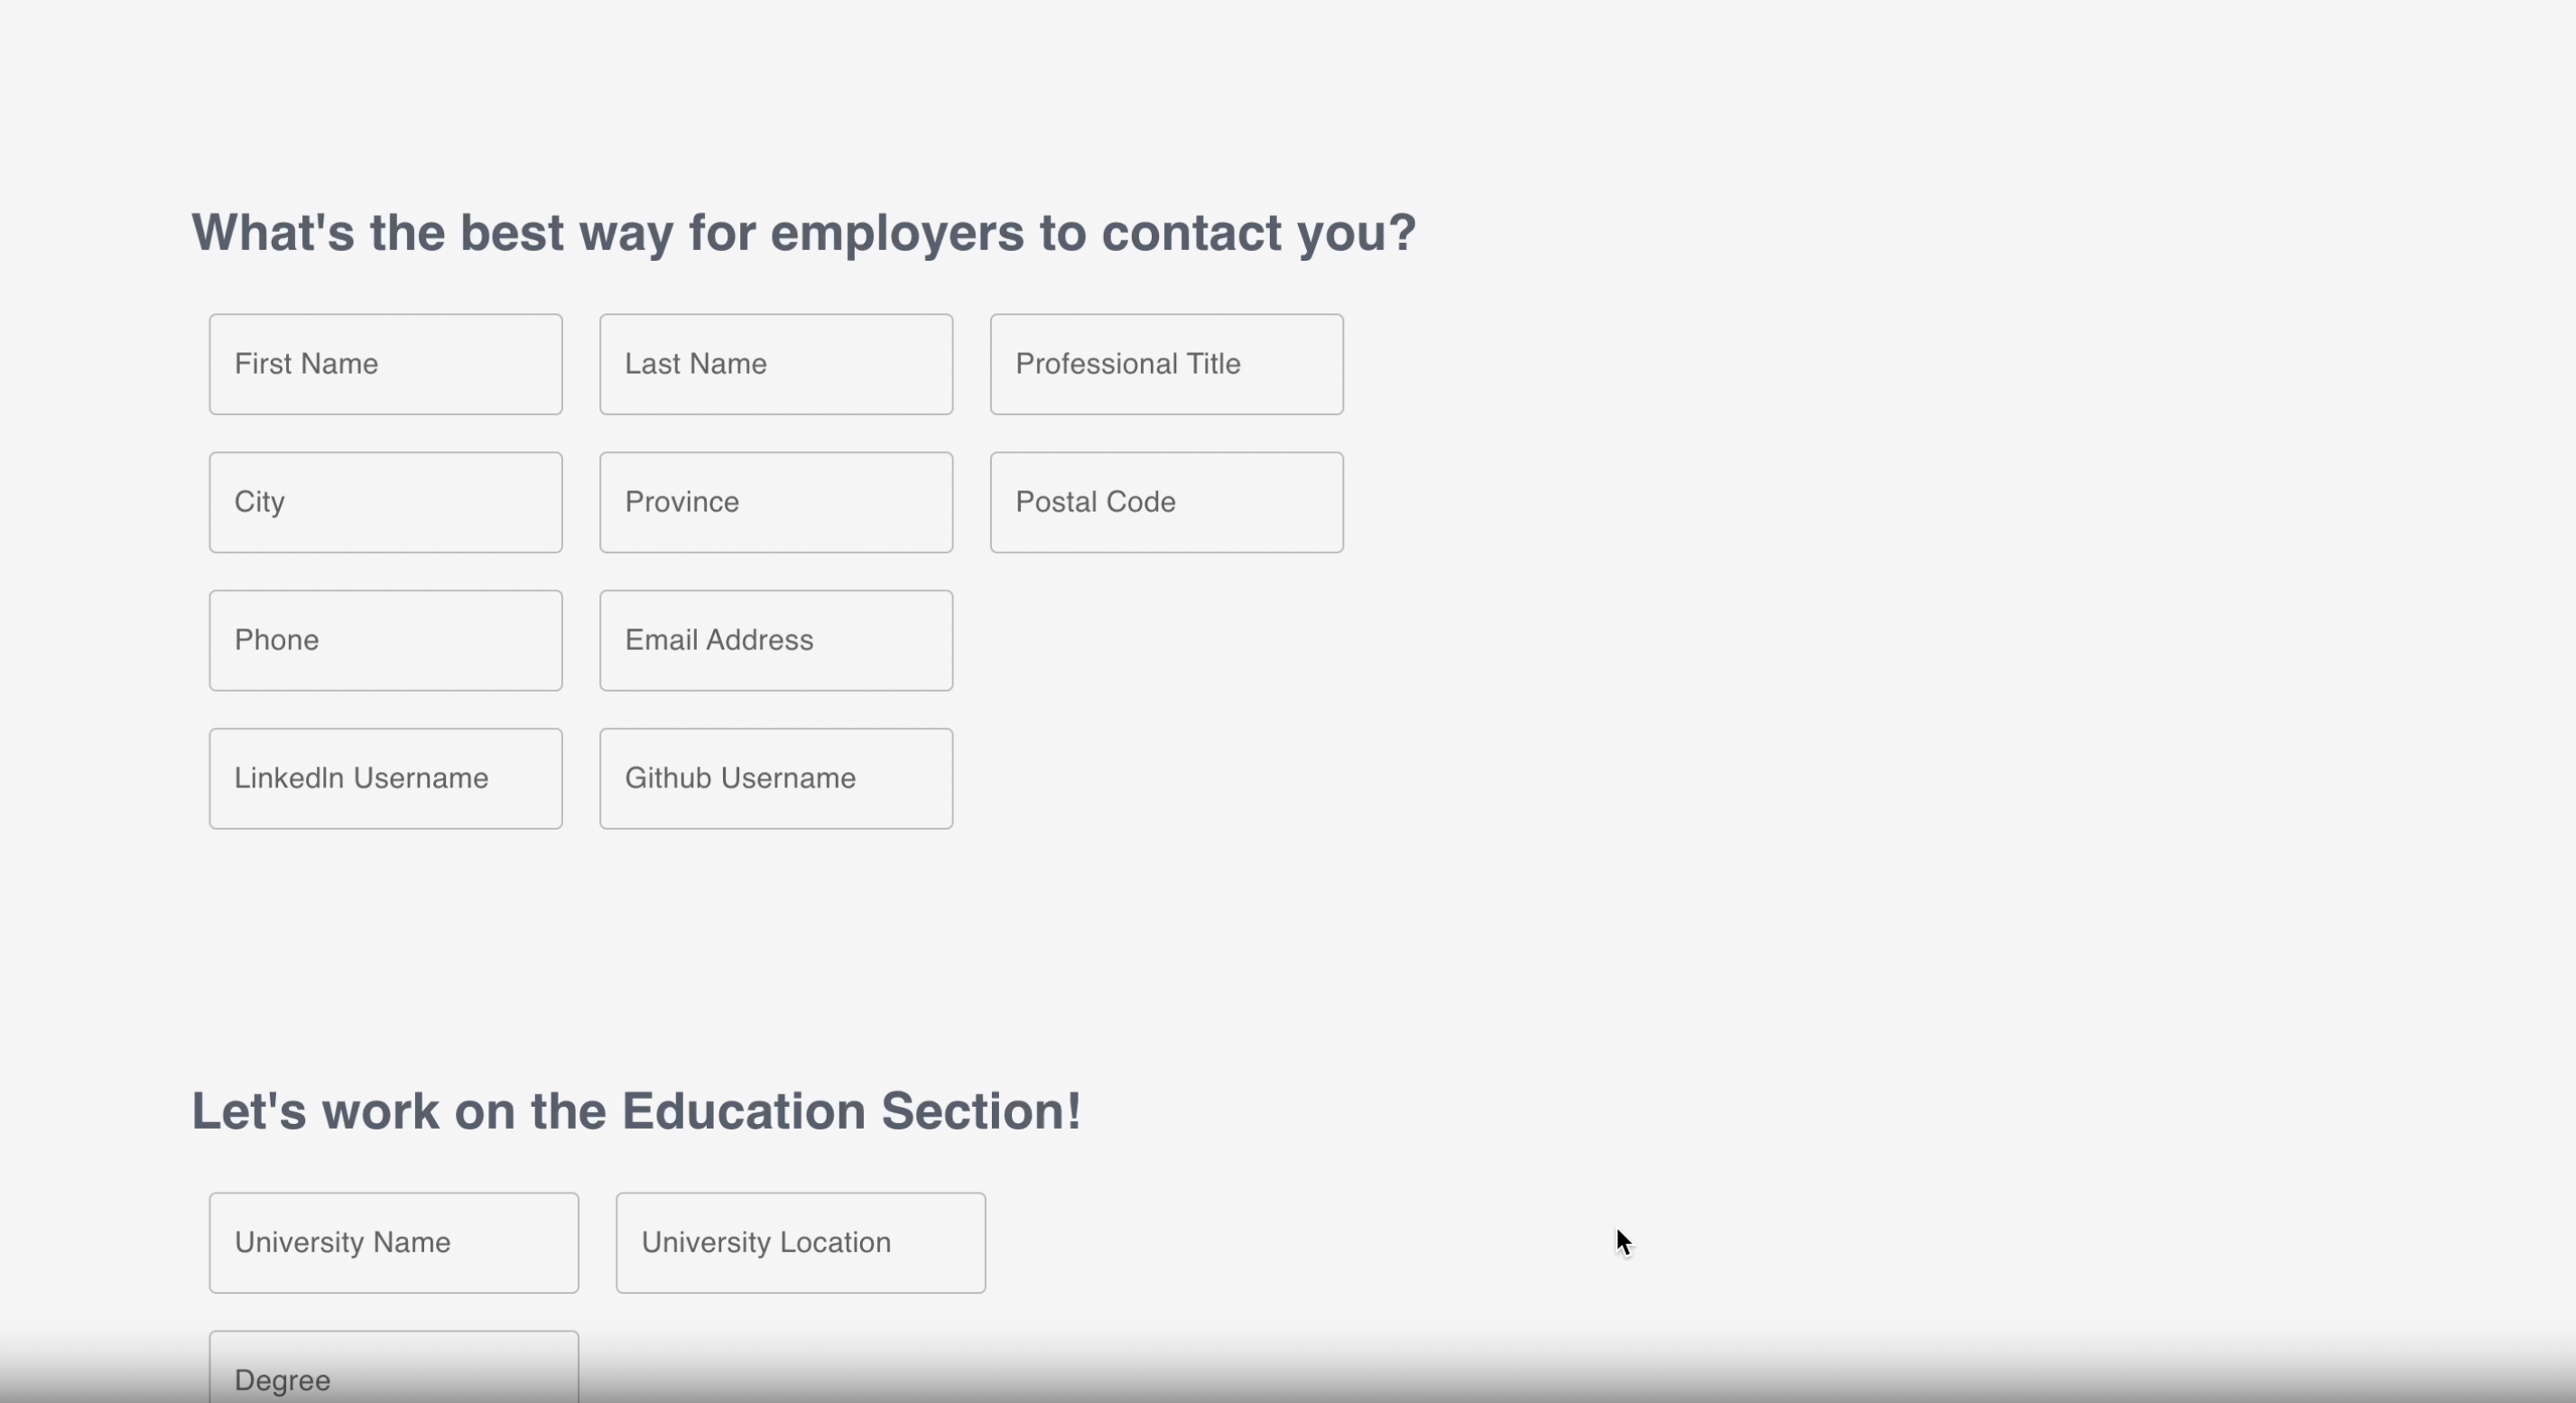 What's the best way for employers to contact you?
First Name Last Name Professional Title
City Province Postal Code
Phone Email Address
LinkedIn Username Github Username
Let's work on the Education Section!
University Name University Location
Degree